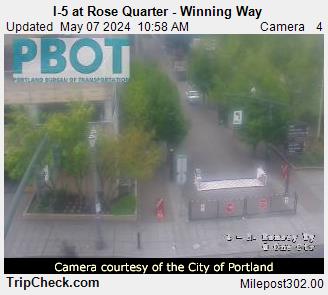 I-5 at Rose Quarter - Winning Way
Updated May 07 2024 10:58 AM Camera 4
PBOT
PORTLAND BUREAU OF TRANSPORTATION
Camera courtesy of the City of Portland
TripCheck.com Milepost302.00